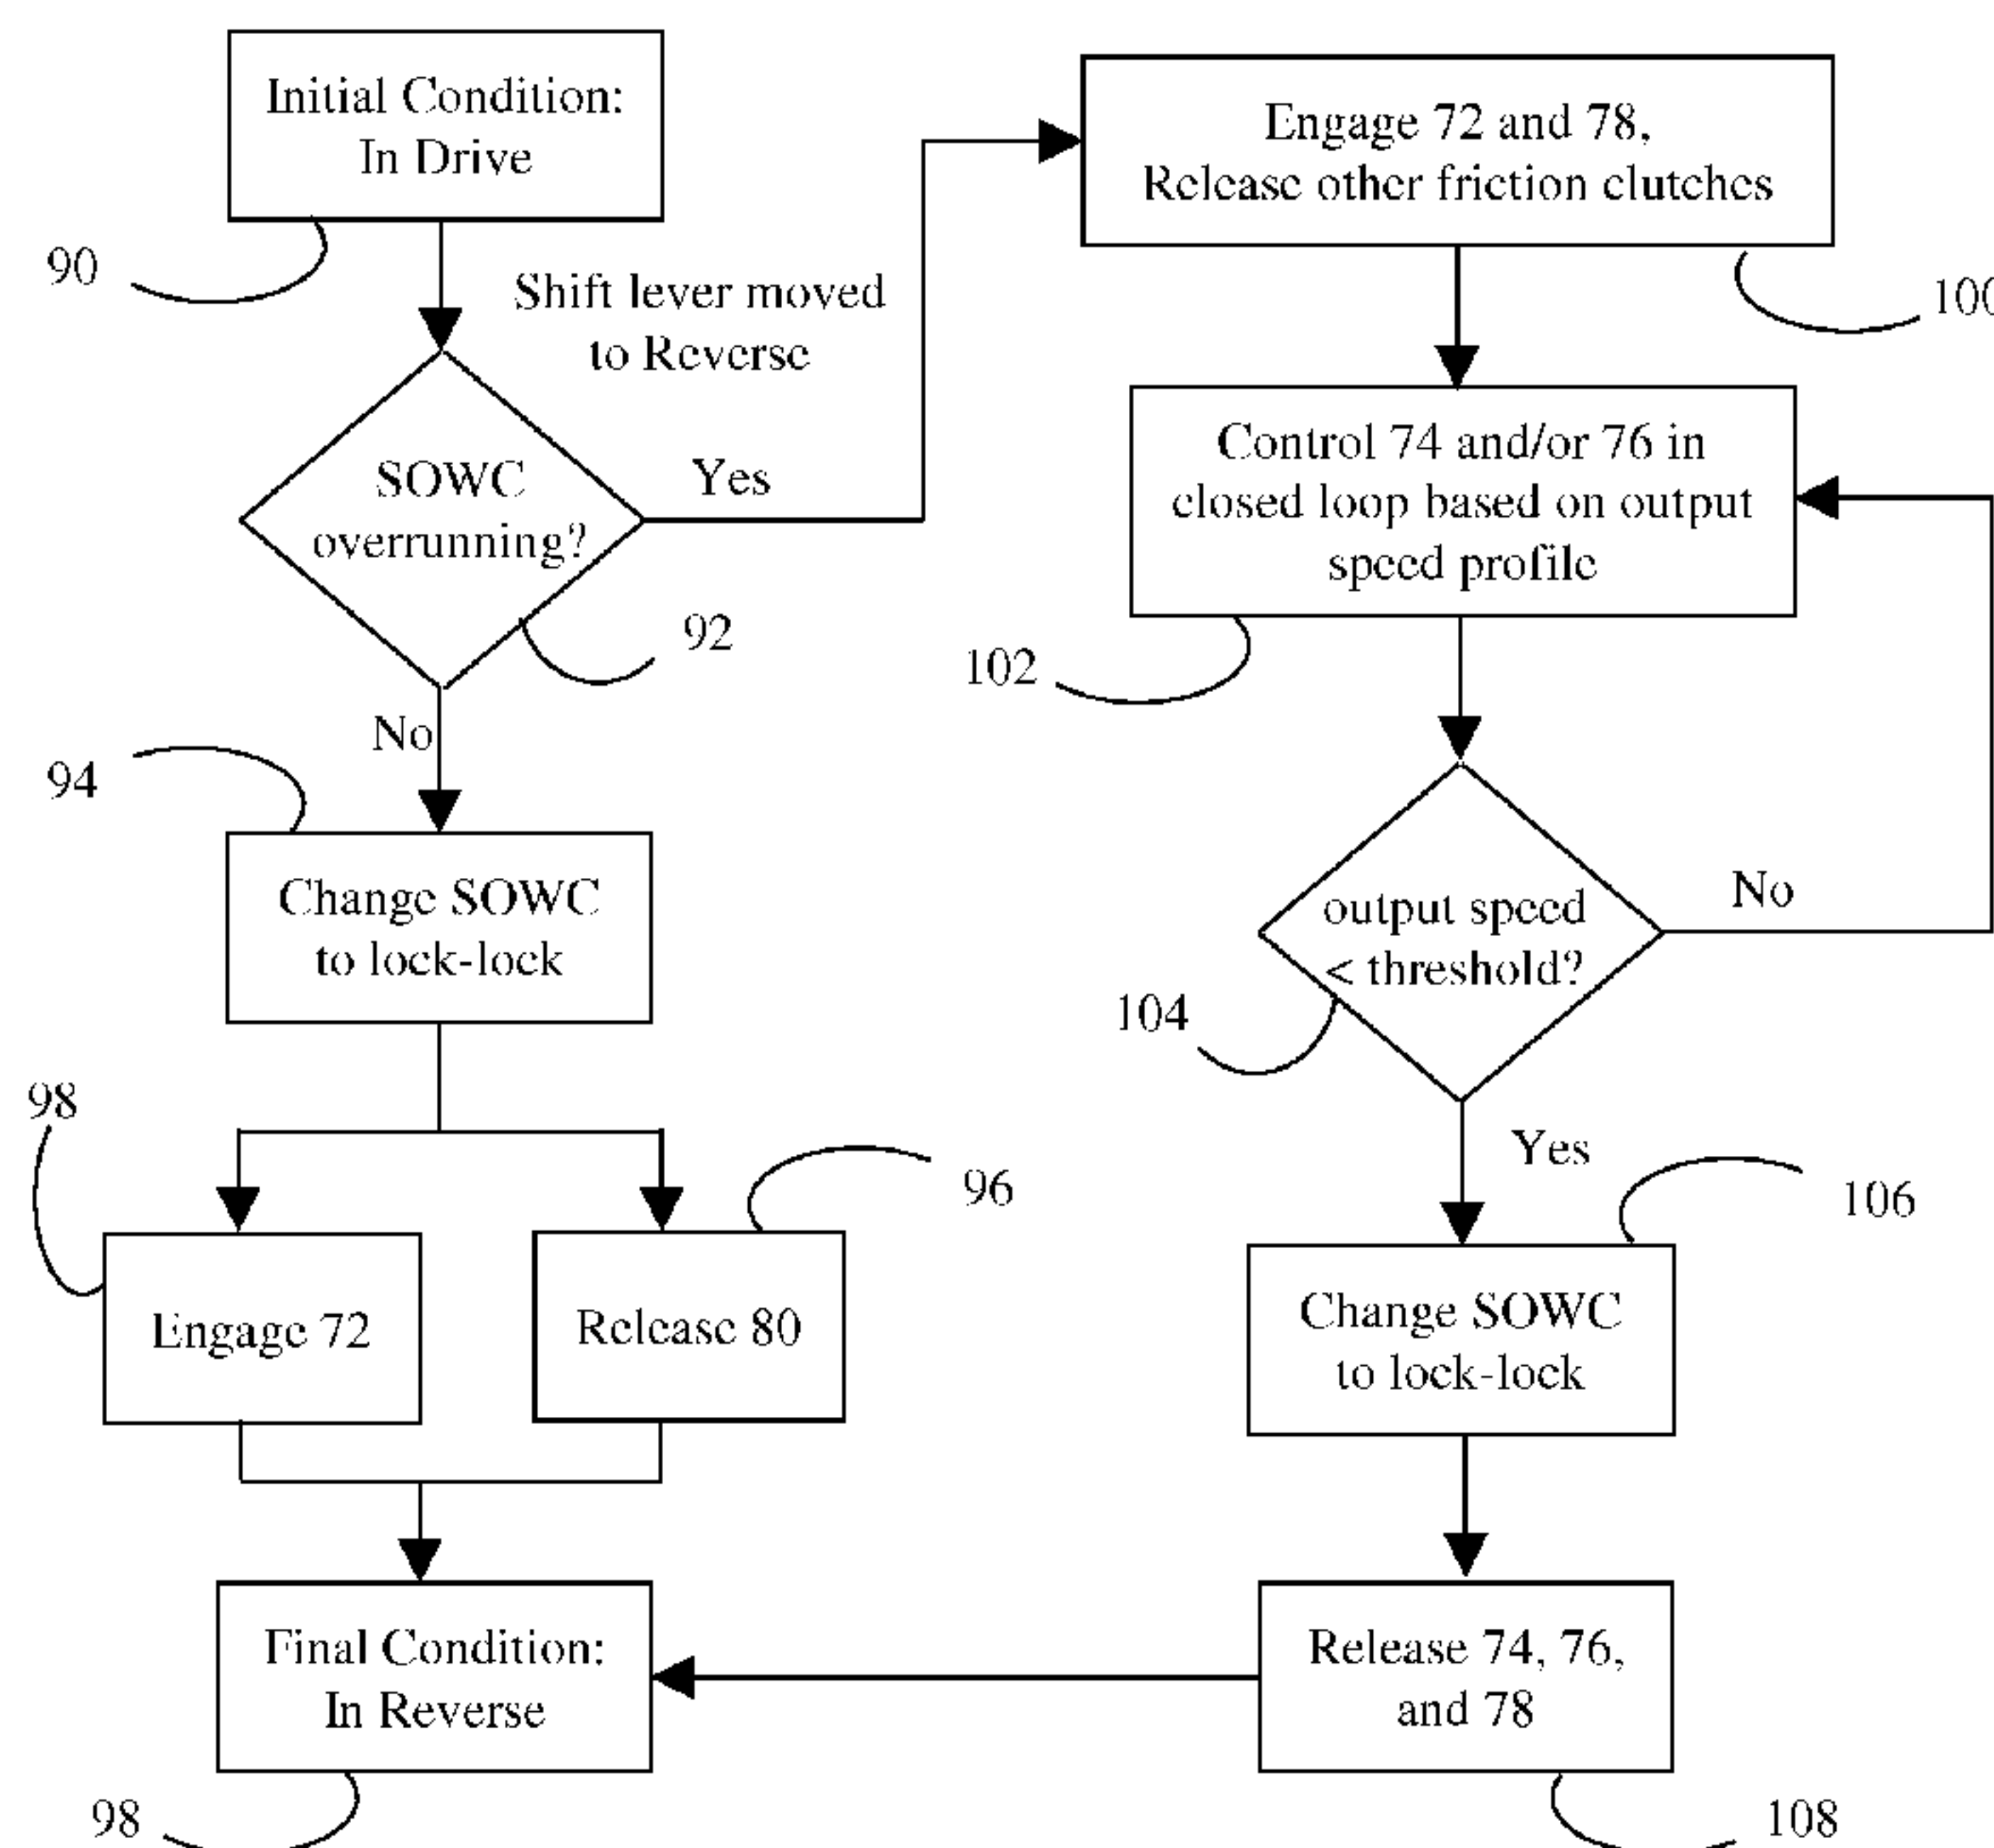 Initial Condition:
In Drive
90
Shift lever moved
to Reverse
SOWC
overrunning?
Yes
92
No
94
Change SOWC
to lock-lock
98
96
Engage 72
Release 80
Final Condition:
In Reverse
98
Engage 72 and 78,
Release other friction clutches
100
Control 74 and/or 76 in
closed loop based on output
speed profile
102
output speed
< threshold?
No
104
Yes
106
Change SOWC
to lock-lock
Release 74, 76,
and 78
108